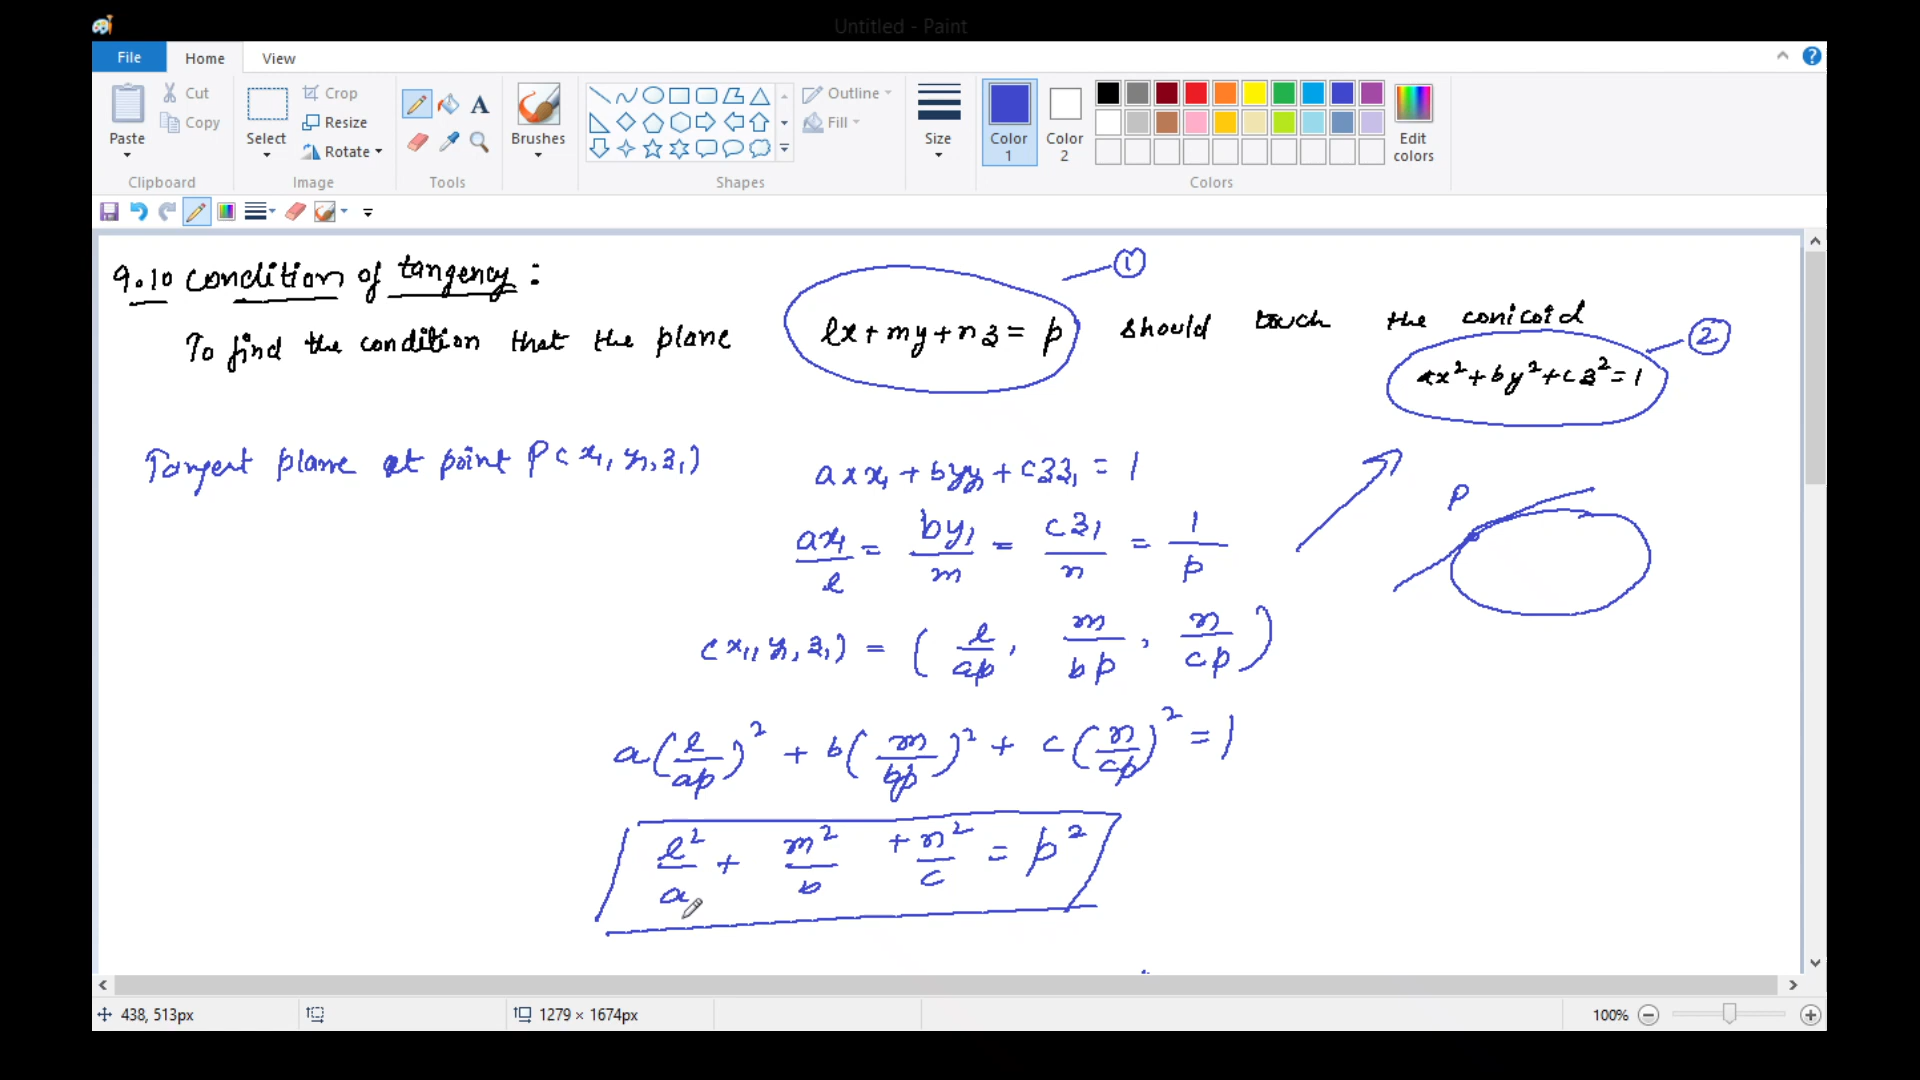 Untitled - Paint
File Home View
Paste Cut Copy Select Crop Resize Rotate Brushes Outline Fill Size Color 1 Color 2 Edit colors
Clipboard Image Tools Shapes Colors
9.10 condition of tangency :
To find the condition that the plane lx + my + nz = p should touch the conicoid
ax² + by² + cz² = 1
① ②
Tangent plane at point P(x₁, y₁, z₁) axx₁ + byy₁ + czz₁ = 1
P
ax₁/l = by₁/m = cz₁/n = 1/p
(x₁, y₁, z₁) = (l/ap, m/bp, n/cp)
a(l/ap)² + b(m/bp)² + c(n/cp)² = 1
l²/a + m²/b + n²/c = p²
438, 513px 1279 × 1674px 100%